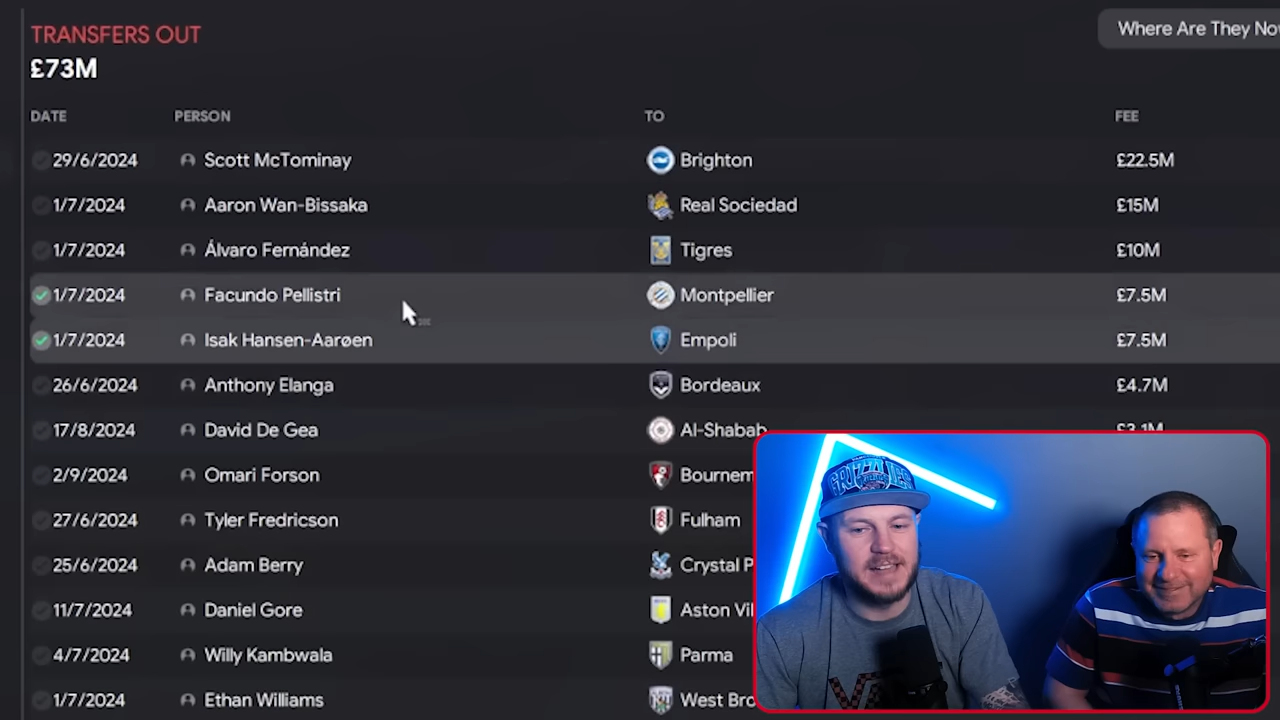 TRANSFERS OUT
Where Are They No
£73M
DATE PERSON TO FEE
29/6/2024 Scott McTominay Brighton £22.5M
1/7/2024 Aaron Wan-Bissaka Real Sociedad £15M
1/7/2024 Álvaro Fernández Tigres £10M
1/7/2024 Facundo Pellistri Montpellier £7.5M
1/7/2024 Isak Hansen-Aarøen Empoli £7.5M
26/6/2024 Anthony Elanga Bordeaux £4.7M
17/8/2024 David De Gea Al-Shabab £3.1M
2/9/2024 Omari Forson Bournem
27/6/2024 Tyler Fredricson Fulham
25/6/2024 Adam Berry Crystal P
11/7/2024 Daniel Gore Aston Vil
4/7/2024 Willy Kambwala Parma
1/7/2024 Ethan Williams West Bro
GRIZZLIES